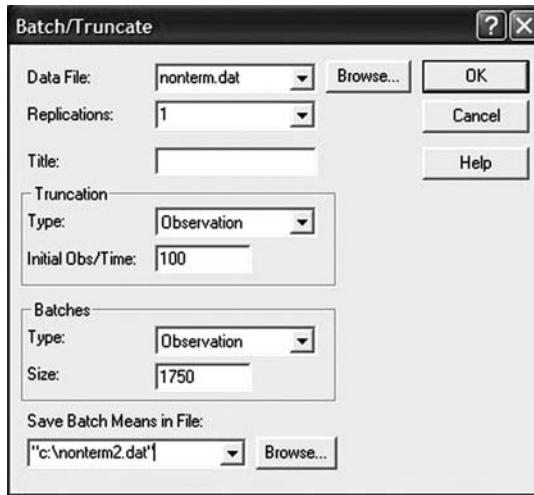 Batch/Truncate
Data File: nonterm.dat Browse... OK
Replications: 1 Cancel
Title: Help
Truncation
Type: Observation
Initial Obs/Time: 100
Batches
Type: Observation
Size: 1750
Save Batch Means in File:
"c:\nonterm2.dat" Browse...